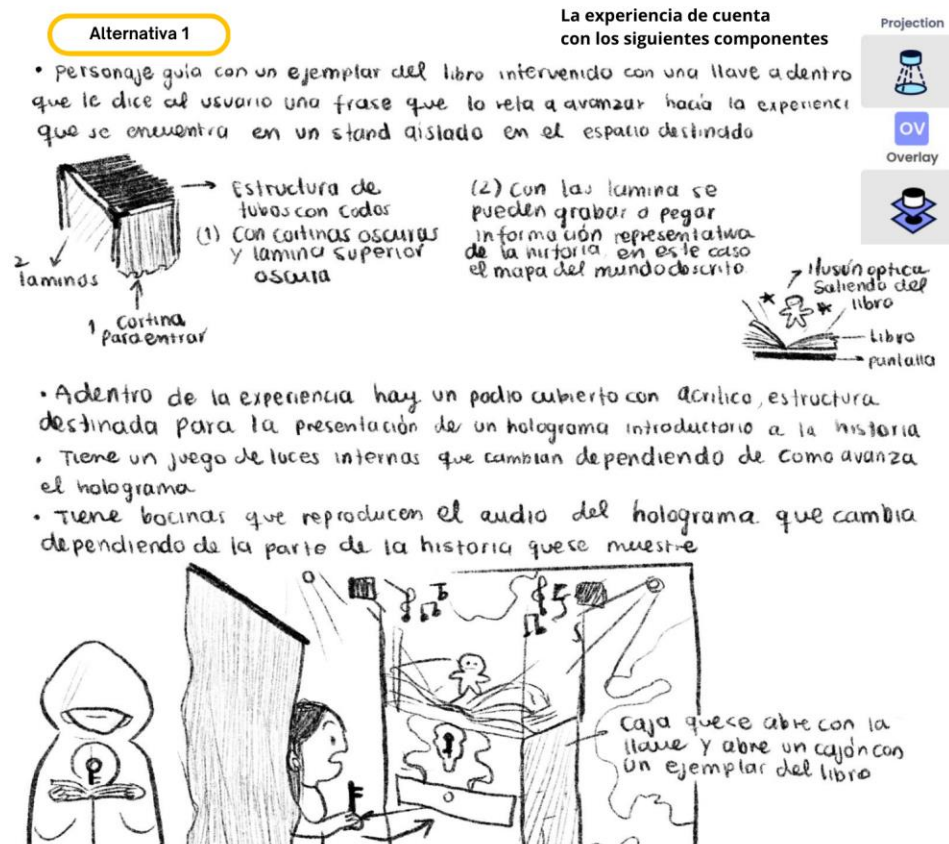 Alternativa 1
La experiencia de cuenta
con los siguientes componentes
Projection
OV
Overlay
• Personaje guia con un ejemplar del libro intervenido con una llave adentro
que le dice al usuario una frase que lo reta a avanzar hacia la experienci
que se encuentra en un stand aislado en el espacio destinado
Estructura de
tubos con codos
(1) Con cortinas oscuras
y lamina superior
oscura
2
laminas
1 Cortina
Para entrar
(2) Con las lamina se
pueden grabar o pegar
información representativa
de la historia, en este caso
el mapa del mundo descrito
Ilusión optica
Saliendo del
libro
Libro
pantalla
• Adentro de la experiencia hay un podio cubierto con acrilico, estructura
destinada para la presentación de un holograma introductorio a la historia
• Tiene un juego de luces internas que cambian dependiendo de como avanza
el holograma
• Tiene bocinas que reproducen el audio del holograma que cambia
dependiendo de la parte de la historia que se muestre
Caja que se abre con la
llave y abre un cajón con
un ejemplar del libro